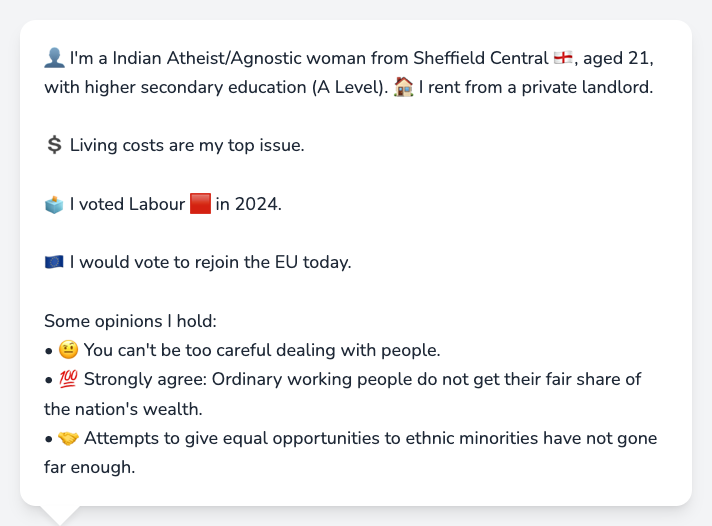 👤 I'm a Indian Atheist/Agnostic woman from Sheffield Central 🏴󠁧󠁢󠁥󠁮󠁧󠁿, aged 21,
with higher secondary education (A Level). 🏠 I rent from a private landlord.
💲 Living costs are my top issue.
🗳️ I voted Labour 🟥 in 2024.
🇪🇺 I would vote to rejoin the EU today.
Some opinions I hold:
• 🤨 You can't be too careful dealing with people.
• 💯 Strongly agree: Ordinary working people do not get their fair share of
the nation's wealth.
• 🤝 Attempts to give equal opportunities to ethnic minorities have not gone
far enough.